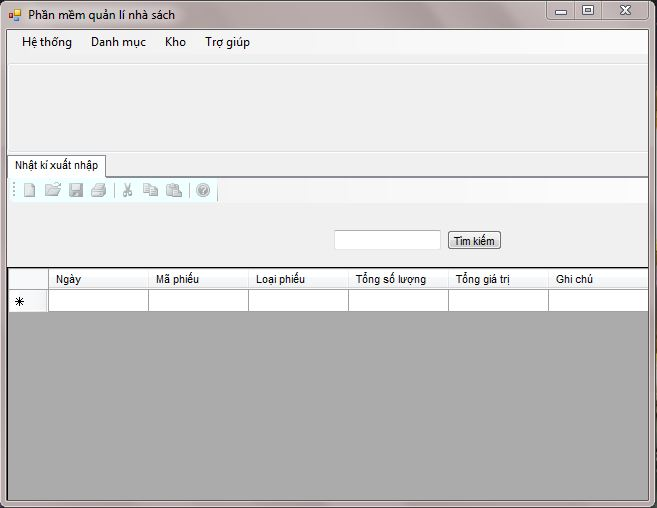 Phần mềm quản lí nhà sách
Hệ thống Danh mục Kho Trợ giúp
Nhật kí xuất nhập
Tìm kiếm
Ngày Mã phiếu Loại phiếu Tổng số lượng Tổng giá trị Ghi chú